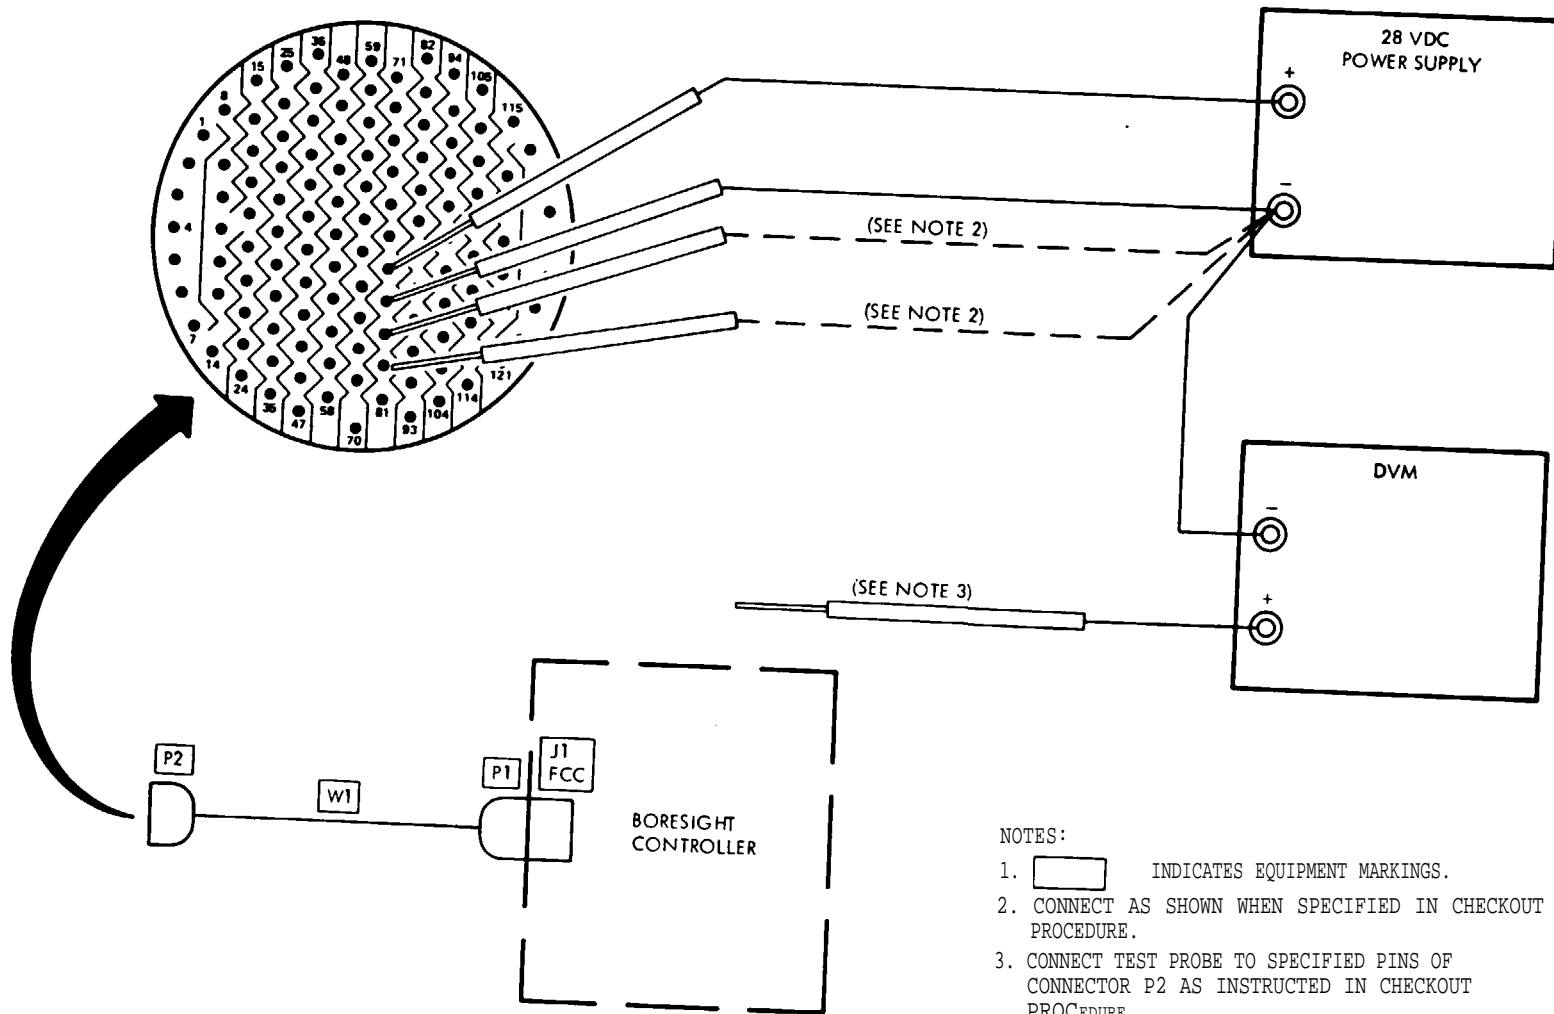 36
59
82
25
48
71
94
15
105
8
115
1
4
7
14
24
35
47
58
70
81
93
104
114
121
28 VDC
POWER SUPPLY
+
−
(SEE NOTE 2)
(SEE NOTE 2)
DVM
−
+
(SEE NOTE 3)
P2
W1
P1
J1
FCC
BORESIGHT
CONTROLLER
NOTES:
1. INDICATES EQUIPMENT MARKINGS.
2. CONNECT AS SHOWN WHEN SPECIFIED IN CHECKOUT
PROCEDURE.
3. CONNECT TEST PROBE TO SPECIFIED PINS OF
CONNECTOR P2 AS INSTRUCTED IN CHECKOUT
PROCEDURE